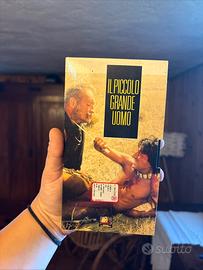 IL PICCOLO
GRANDE
UOMO
subito